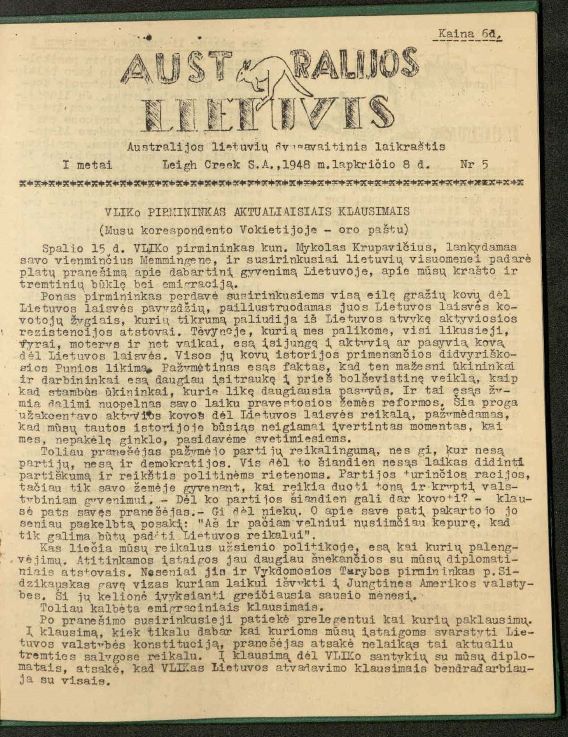 Kaina 6d.
AUSTRALIJOS
LIETUVIS
Australijos lietuvių dvisavaitinis laikraštis
I metai Leigh Creek S.A.,1948 m.lapkričio 8 d. Nr 5
VLIKo PIRMININKAS AKTUALIAISIAIS KLAUSIMAIS
(Musu korespondento Vokietijoje - oro paštu)
Spalio 15 d. VLIKo pirmininkas kun. Mykolas Krupavičius, lankydamas
savo vienminčius Memmingene, ir susirinkusiai lietuvių visuomenei padarė
platų pranešimą apie dabartinį gyvenimą Lietuvoje, apie mūsų krašto ir
tremtinių būklę bei emigraciją.
Ponas pirmininkas perdavė susirinkusiems visą eilę gražių kovų dėl
Lietuvos laisvės pavyzdžių, pailiustruodamas juos Lietuvos laisvės ko-
votojų žygiais, kurių tikrumą paliudija iš Lietuvos atvykę aktyviosios
rezistencijos atstovai. Tėvynėje, kurią mes palikome, visi likusieji,
vyrai, moterys ir net vaikai, esą įsijungą į aktyvią ar pasyvią kovą
dėl Lietuvos laisvės. Visos jų kovų istorijos primenančios didvyriško-
sios Punios likimą. Pažymėtinas esąs faktas, kad ten mažesni ūkininkai
ir darbininkai esą daugiau įsitraukę į prieš bolševistinę veiklą, kaip
kad stambūs ūkininkai, kurie likę daugiausia pasyvūs. Ir tai esąs žy-
mia dalimi nuopelnas savo laiku pravestosios žemės reformos. Šia proga
užakcentavo aktyvios kovos dėl Lietuvos laisvė reikalą, pažymėdamas,
kad mūsų tautos istorijoje būsiąs neigiamai įvertintas momentas, kai
mes, nepakėlę ginklo, pasidavėme svetimiesiems.
Toliau pranešėjas pažymėjo partijų reikalingumą, nes gi, kur nesą
partijų, nesą ir demokratijos. Vis dėl to šiandien nesąs laikas didinti
partiškumą ir reikštis politinėms rietenoms. Partijos turinčios racijos,
tačiau tik savo žemėje gyvenant, kai reikia duoti toną ir kryptį vals-
tybiniam gyvenimui. - Dėl ko partijos šiandien gali dar kovoti? - klau-
sė pats savęs pranešėjas.- Gi dėl niekų. O apie save patį pakartojo jo
seniau paskelbtą posakį: "Aš ir pačiam velniui nusiimčiau kepurę, kad
tik galima būtų padėti Lietuvos reikalui".
Kas liečia mūsų reikalus užsienio politikoje, esą kai kurių paleng-
vėjimų. Atitinkamos įstaigos jau daugiau šnekančios su mūsų diplomati-
niais atstovais. Neseniai jis ir Vykdomosios Tarybos pirmininkas p.Si-
dzikauskas gavę vizas kuriam laikui išvykti į Jungtines Amerikos valsty-
bes. Ši jų kelionė įvyksianti greičiausia sausio mėnesį.
Toliau kalbėta emigraciniais klausimais.
Po pranešimo susirinkusieji patiekė prelegentui kai kurių paklausimų.
Į klausimą, kiek tikslu dabar kai kurioms mūsų įstaigoms svarstyti Lie-
tuvos valstybės konstituciją, pranešėjas atsakė nelaikąs tai aktualiu
tremties sąlygose reikalu. Į klausimą dėl VLIKo santykių su mūsų diplo-
matais, atsakė, kad VLIKas Lietuvos atvadavimo klausimais bendradarbiau-
ja su visais.